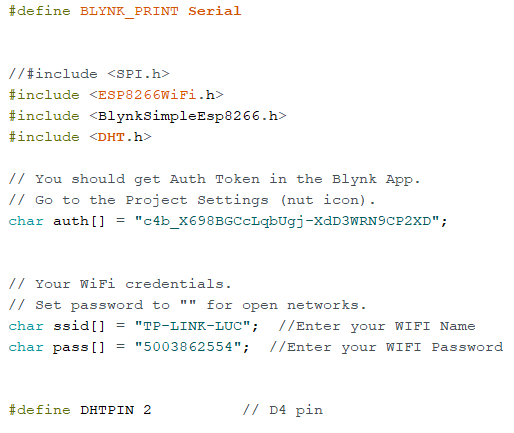 #define BLYNK_PRINT Serial
//#include <SPI.h>
#include <ESP8266WiFi.h>
#include <BlynkSimpleEsp8266.h>
#include <DHT.h>
// You should get Auth Token in the Blynk App.
// Go to the Project Settings (nut icon).
char auth[] = "c4b_X698BGCcLqbUgj-XdD3WRN9CP2XD";
// Your WiFi credentials.
// Set password to "" for open networks.
char ssid[] = "TP-LINK-LUC";  //Enter your WIFI Name
char pass[] = "5003862554";  //Enter your WIFI Password
#define DHTPIN 2          // D4 pin